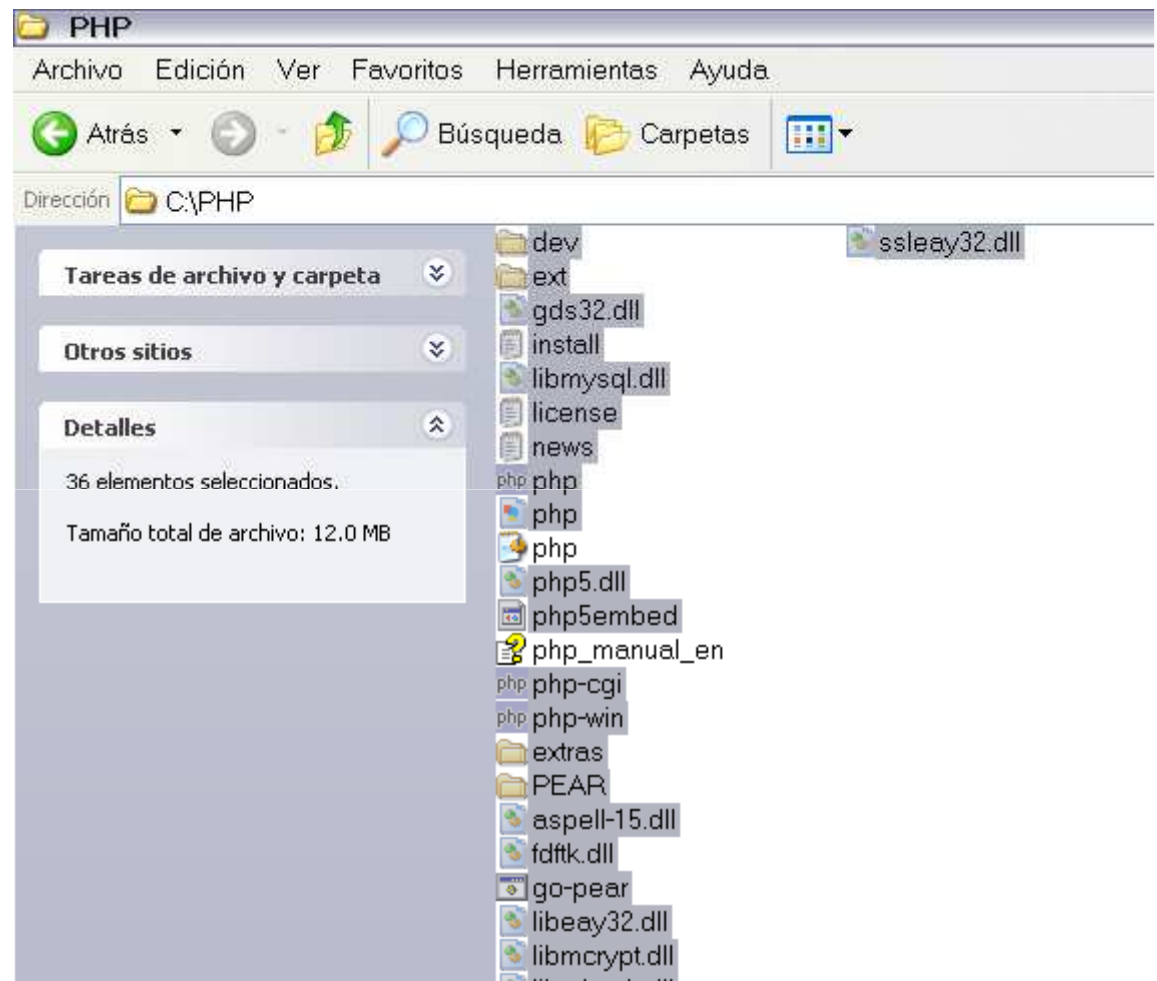 PHP
Archivo Edición Ver Favoritos Herramientas Ayuda
Atrás Búsqueda Carpetas
Dirección C:\PHP
Tareas de archivo y carpeta
Otros sitios
Detalles
36 elementos seleccionados.
Tamaño total de archivo: 12.0 MB
dev
ext
gds32.dll
install
libmysql.dll
license
news
php php
php
php
php5.dll
php5embed
php_manual_en
php php-cgi
php php-win
extras
PEAR
aspell-15.dll
fdftk.dll
go-pear
libeay32.dll
libmcrypt.dll
ssleay32.dll